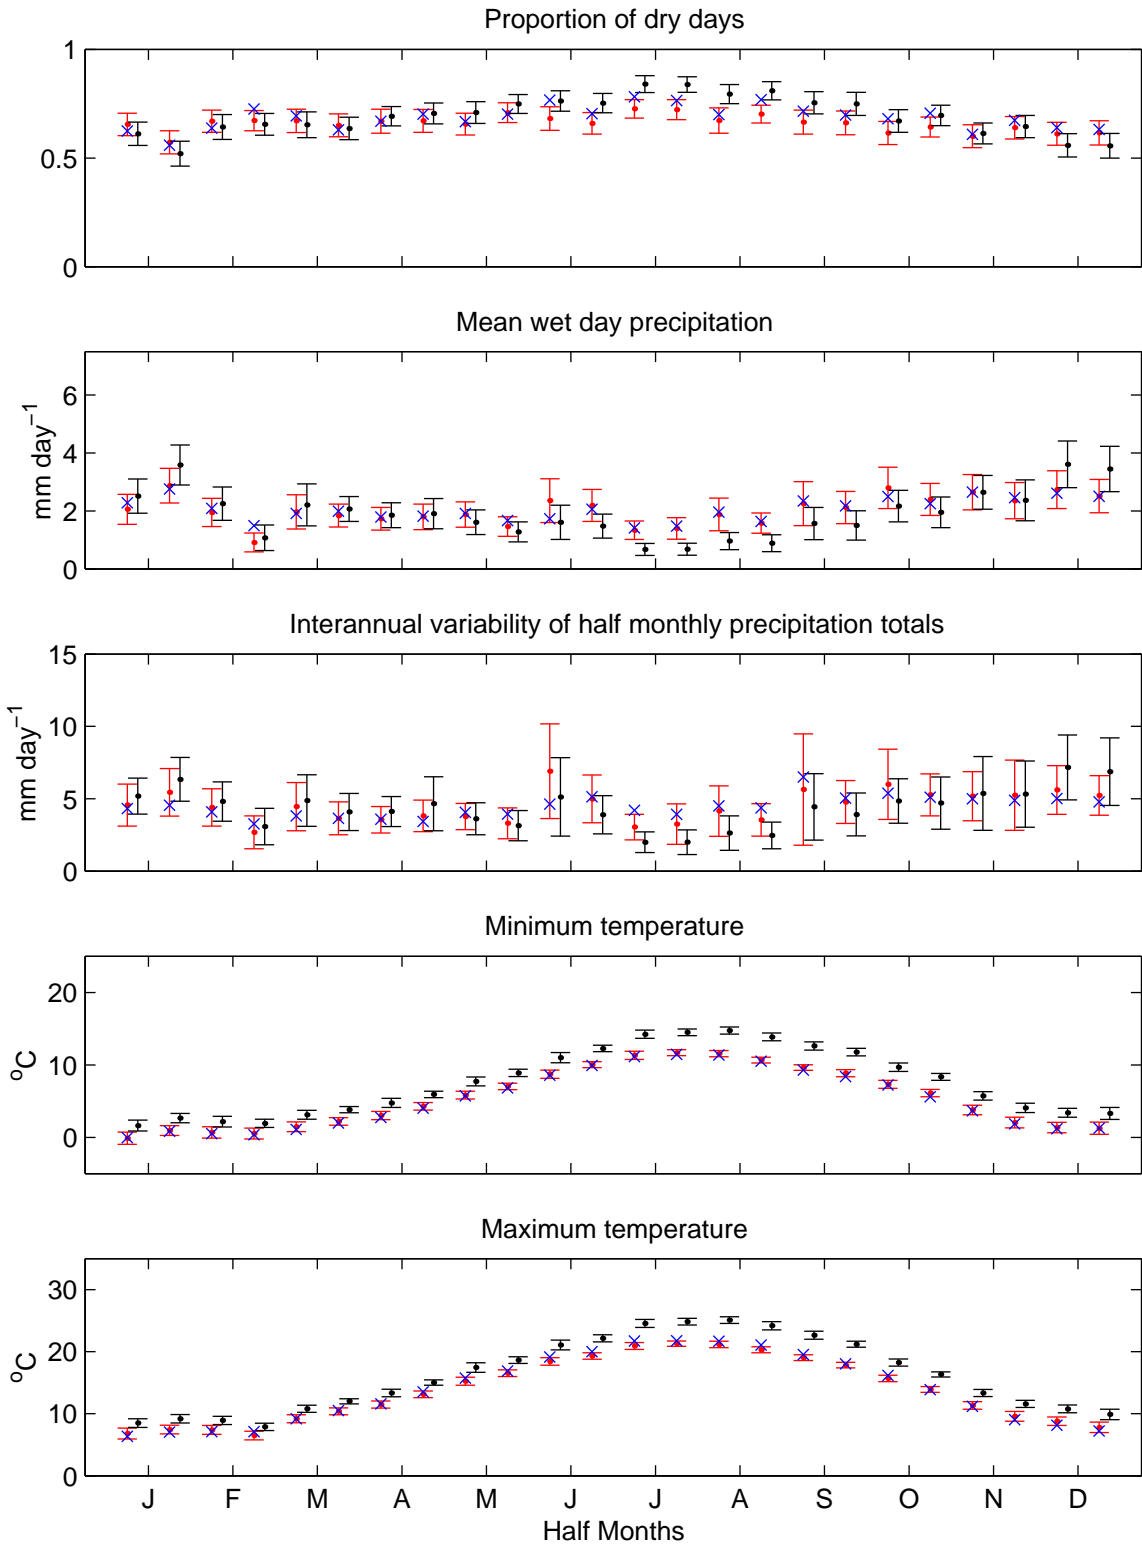 Proportion of dry days
1
0.5
0
Mean wet day precipitation
6
4
2
0
mm day⁻¹
Interannual variability of half monthly precipitation totals
15
10
5
0
mm day⁻¹
Minimum temperature
20
10
0
ºC
Maximum temperature
30
20
10
0
ºC
J F M A M J J A S O N D
Half Months